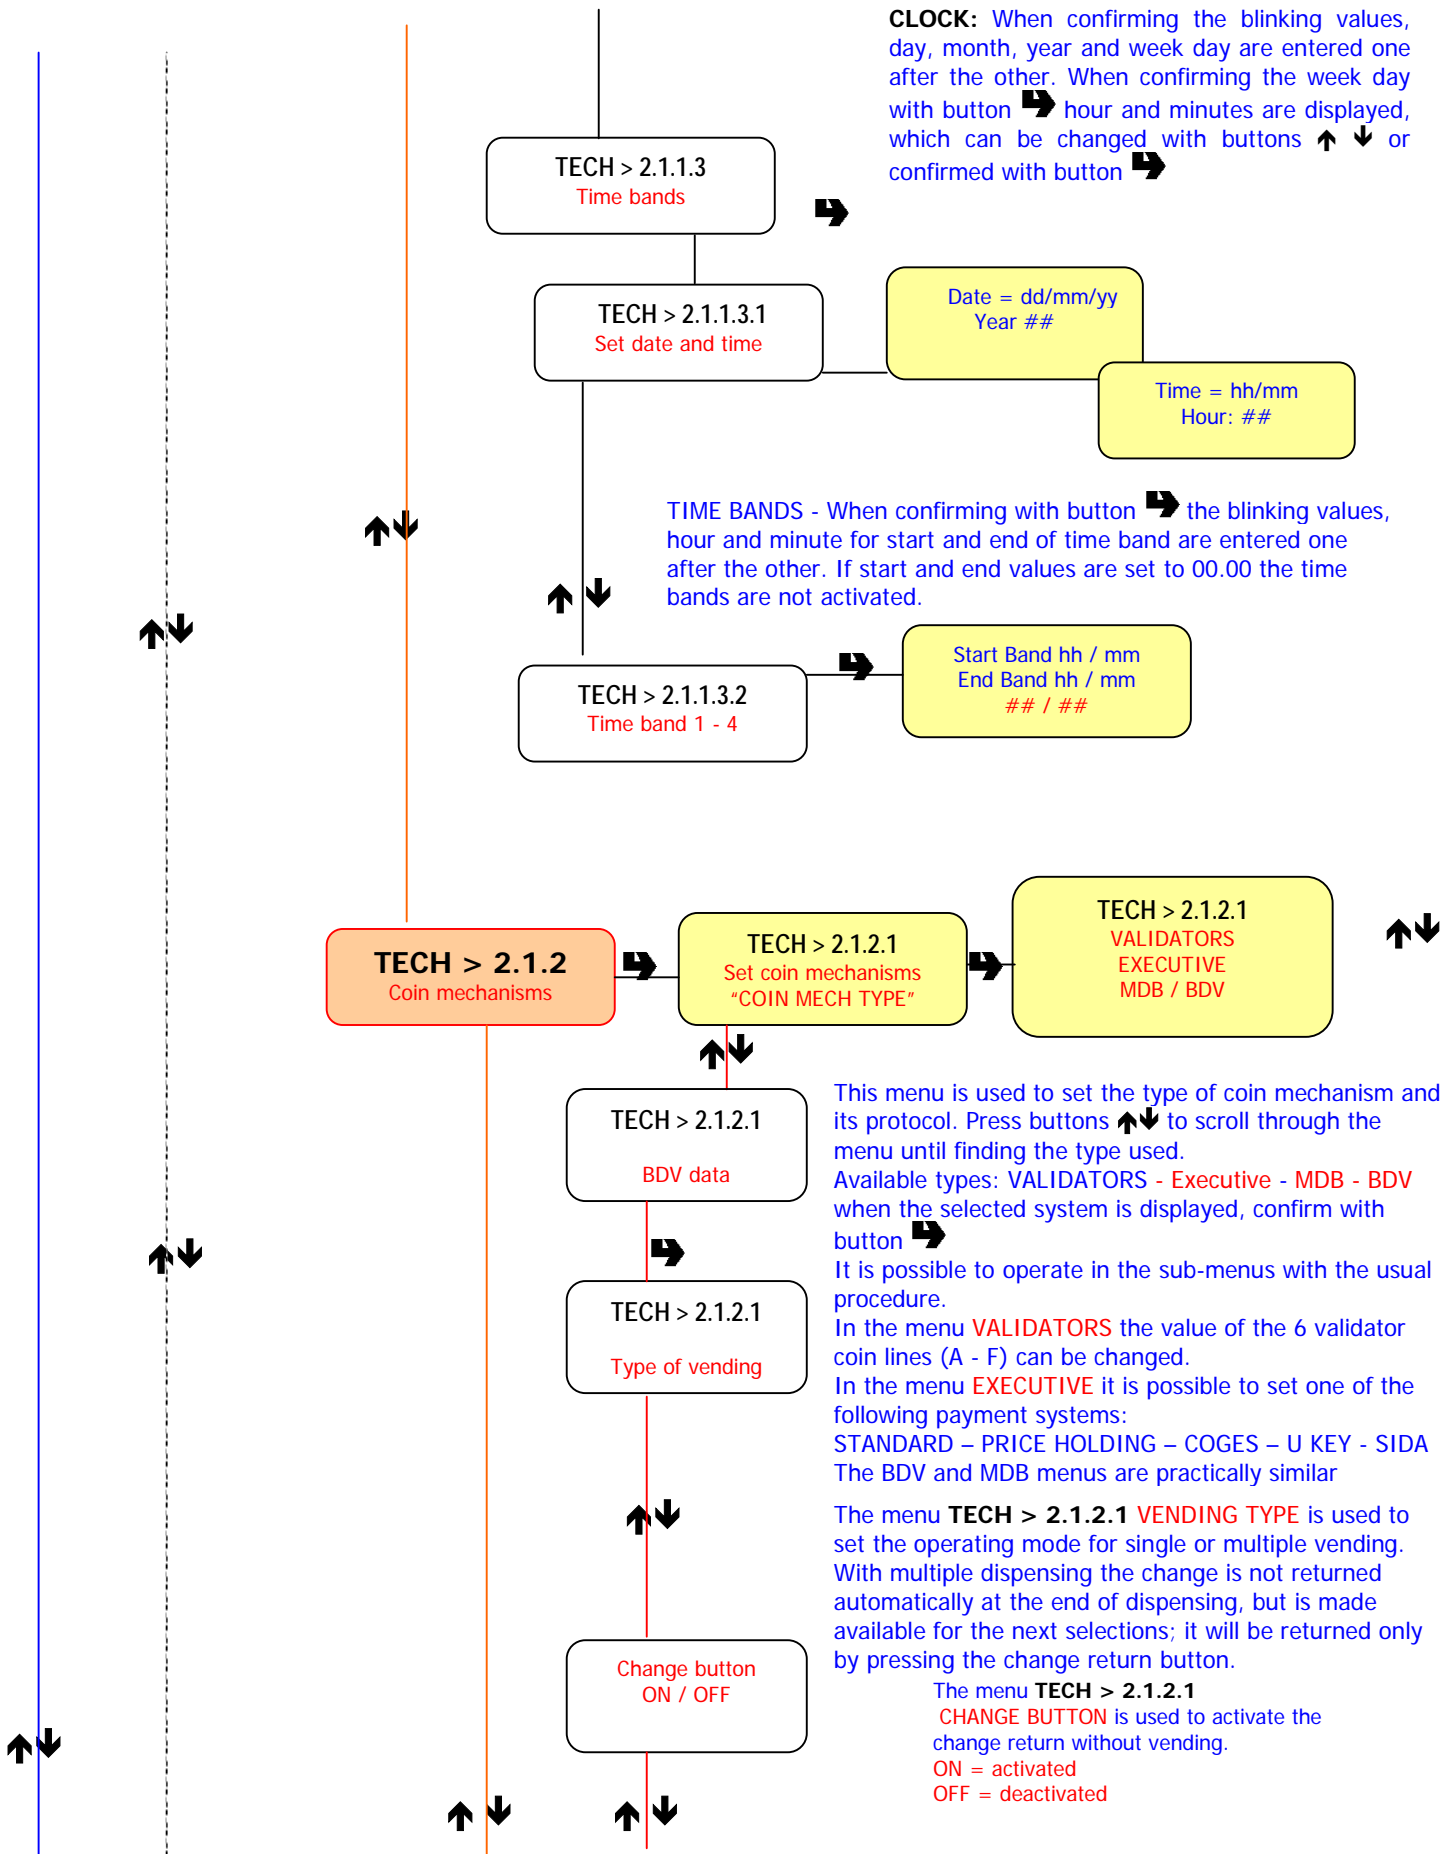 CLOCK: When confirming the blinking values,
day, month, year and week day are entered one
after the other. When confirming the week day
with button hour and minutes are displayed,
which can be changed with buttons or
confirmed with button
TECH > 2.1.1.3
Time bands
TECH > 2.1.1.3.1
Set date and time
Date = dd/mm/yy
Year ##
Time = hh/mm
Hour: ##
TIME BANDS - When confirming with button the blinking values,
hour and minute for start and end of time band are entered one
after the other. If start and end values are set to 00.00 the time
bands are not activated.
TECH > 2.1.1.3.2
Time band 1 - 4
Start Band hh / mm
End Band hh / mm
## / ##
TECH > 2.1.2
Coin mechanisms
TECH > 2.1.2.1
Set coin mechanisms
“COIN MECH TYPE”
TECH > 2.1.2.1
VALIDATORS
EXECUTIVE
MDB / BDV
TECH > 2.1.2.1
BDV data
TECH > 2.1.2.1
Type of vending
Change button
ON / OFF
This menu is used to set the type of coin mechanism and
its protocol. Press buttons to scroll through the
menu until finding the type used.
Available types: VALIDATORS - Executive - MDB - BDV
when the selected system is displayed, confirm with
button
It is possible to operate in the sub-menus with the usual
procedure.
In the menu VALIDATORS the value of the 6 validator
coin lines (A - F) can be changed.
In the menu EXECUTIVE it is possible to set one of the
following payment systems:
STANDARD – PRICE HOLDING – COGES – U KEY - SIDA
The BDV and MDB menus are practically similar
The menu TECH > 2.1.2.1 VENDING TYPE is used to
set the operating mode for single or multiple vending.
With multiple dispensing the change is not returned
automatically at the end of dispensing, but is made
available for the next selections; it will be returned only
by pressing the change return button.
The menu TECH > 2.1.2.1
CHANGE BUTTON is used to activate the
change return without vending.
ON = activated
OFF = deactivated